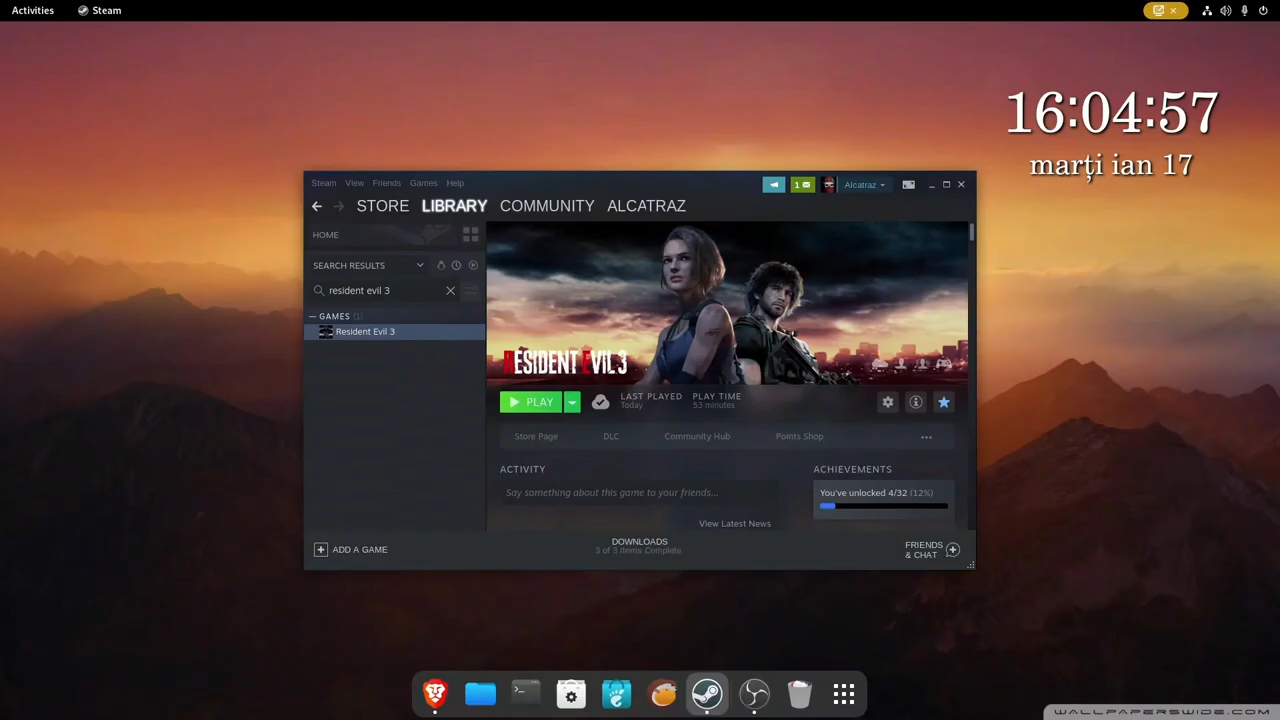 Activities Steam
16:04:57
marți ian 17
Steam View Friends Games Help 1 Alcatraz
STORE LIBRARY COMMUNITY ALCATRAZ
HOME
SEARCH RESULTS
resident evil 3
GAMES (1)
Resident Evil 3
RESIDENT EVIL 3
PLAY
LAST PLAYED
Today
PLAY TIME
53 minutes
Store Page DLC Community Hub Points Shop
ACTIVITY
Say something about this game to your friends...
View Latest News
ACHIEVEMENTS
You've unlocked 4/32 (12%)
ADD A GAME
DOWNLOADS
3 of 3 Items Complete
FRIENDS
& CHAT
WALLPAPERSWIDE.COM